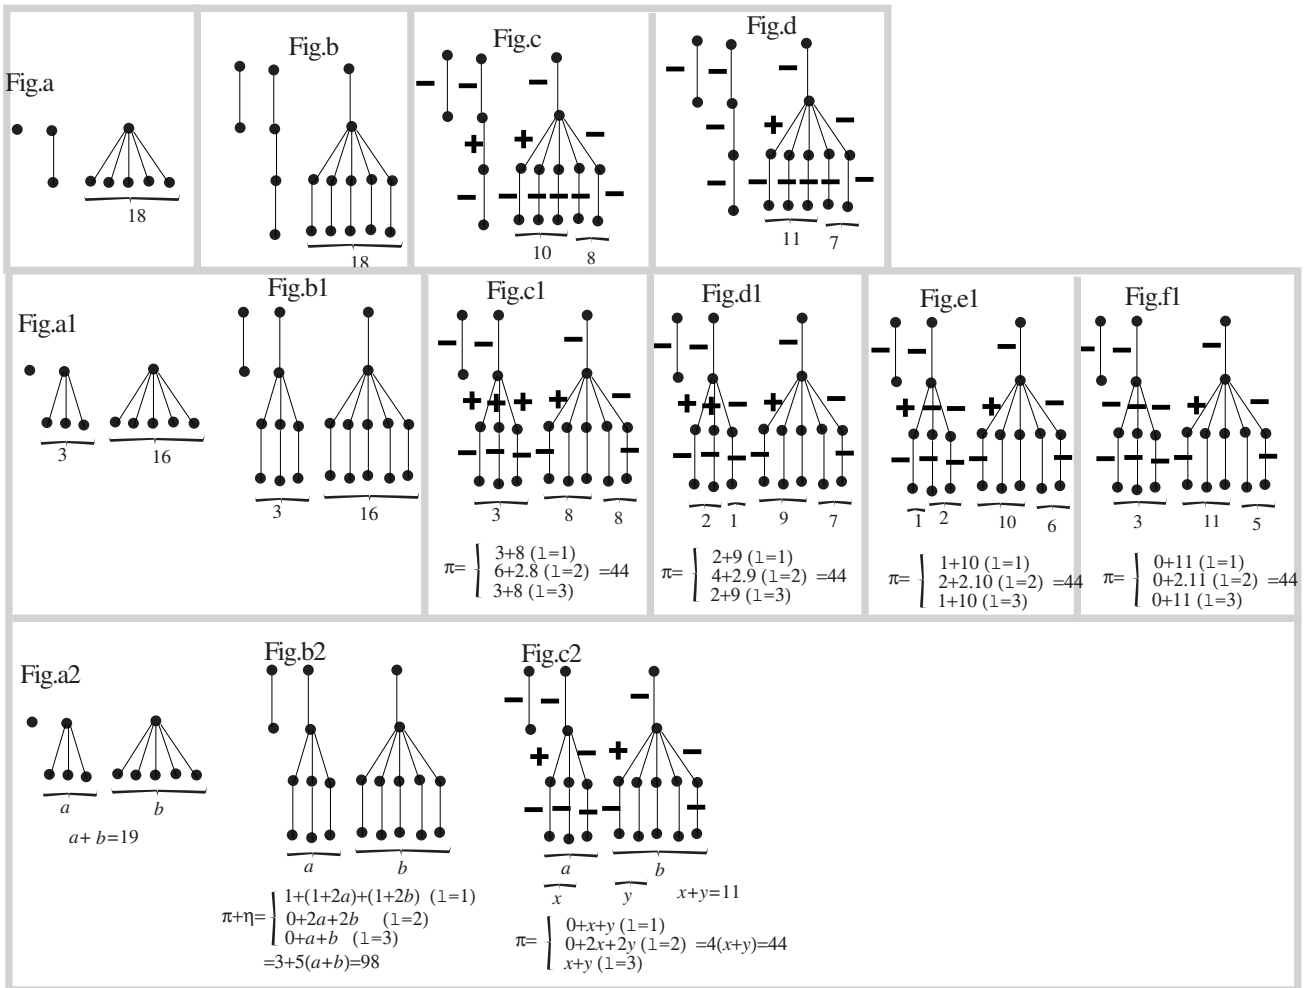 Fig.a
18
Fig.b
18
Fig.c
− − −
+ + −
− − − − − −
10 8
Fig.d
− − −
− + −
− − − − − −
11 7
Fig.a1
3 16
Fig.b1
3 16
Fig.c1
− − −
+ + + + −
− − − − −
3 8 8
π= { 3+8 (l=1)
6+2.8 (l=2) =44
3+8 (l=3)
Fig.d1
− − −
+ + − + −
− − − − −
2 1 9 7
π= { 2+9 (l=1)
4+2.9 (l=2) =44
2+9 (l=3)
Fig.e1
− − −
+ − − + −
− − − − −
1 2 10 6
π= { 1+10 (l=1)
2+2.10 (l=2) =44
1+10 (l=3)
Fig.f1
− − −
− − − + −
− − − − −
3 11 5
π= { 0+11 (l=1)
0+2.11 (l=2) =44
0+11 (l=3)
Fig.a2
a b
a+ b=19
Fig.b2
a b
π+η= { 1+(1+2a)+(1+2b) (l=1)
0+2a+2b (l=2)
0+a+b (l=3)
=3+5(a+b)=98
Fig.c2
− − −
+ − + −
− − − − −
a b
x y x+y=11
π= { 0+x+y (l=1)
0+2x+2y (l=2) =4(x+y)=44
x+y (l=3)